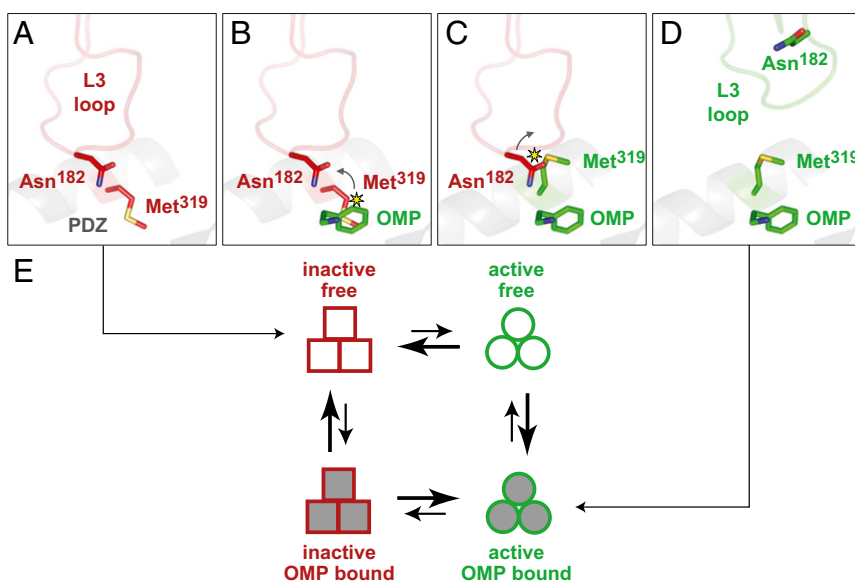 A
L3
loop
Asn182
Met319
PDZ
B
Asn182
Met319
OMP
C
Met319
Asn182
OMP
D
Asn182
L3
loop
Met319
OMP
E
inactive
free
active
free
inactive
OMP bound
active
OMP bound